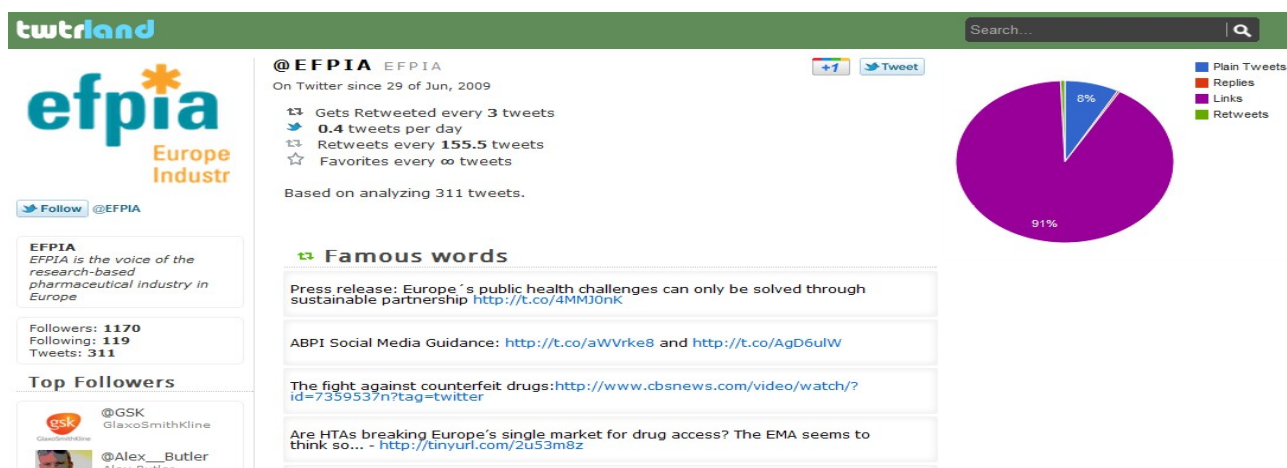 twtrland
Search...
efpia
Europe
Industr
Follow @EFPIA
EFPIA
EFPIA is the voice of the
research-based
pharmaceutical industry in
Europe
Followers: 1170
Following: 119
Tweets: 311
Top Followers
gsk
GlaxoSmithKline
@GSK
GlaxoSmithKline
@Alex__Butler
Alex Butler
@EFPIA EFPIA
+1
Tweet
On Twitter since 29 of Jun, 2009
Gets Retweeted every 3 tweets
0.4 tweets per day
Retweets every 155.5 tweets
Favorites every ∞ tweets
Based on analyzing 311 tweets.
Famous words
Press release: Europe´s public health challenges can only be solved through
sustainable partnership http://t.co/4MMJ0nK
ABPI Social Media Guidance: http://t.co/aWVrke8 and http://t.co/AgD6ulW
The fight against counterfeit drugs:http://www.cbsnews.com/video/watch/?
id=7359537n?tag=twitter
Are HTAs breaking Europe´s single market for drug access? The EMA seems to
think so... - http://tinyurl.com/2u53m8z
8%
91%
Plain Tweets
Replies
Links
Retweets